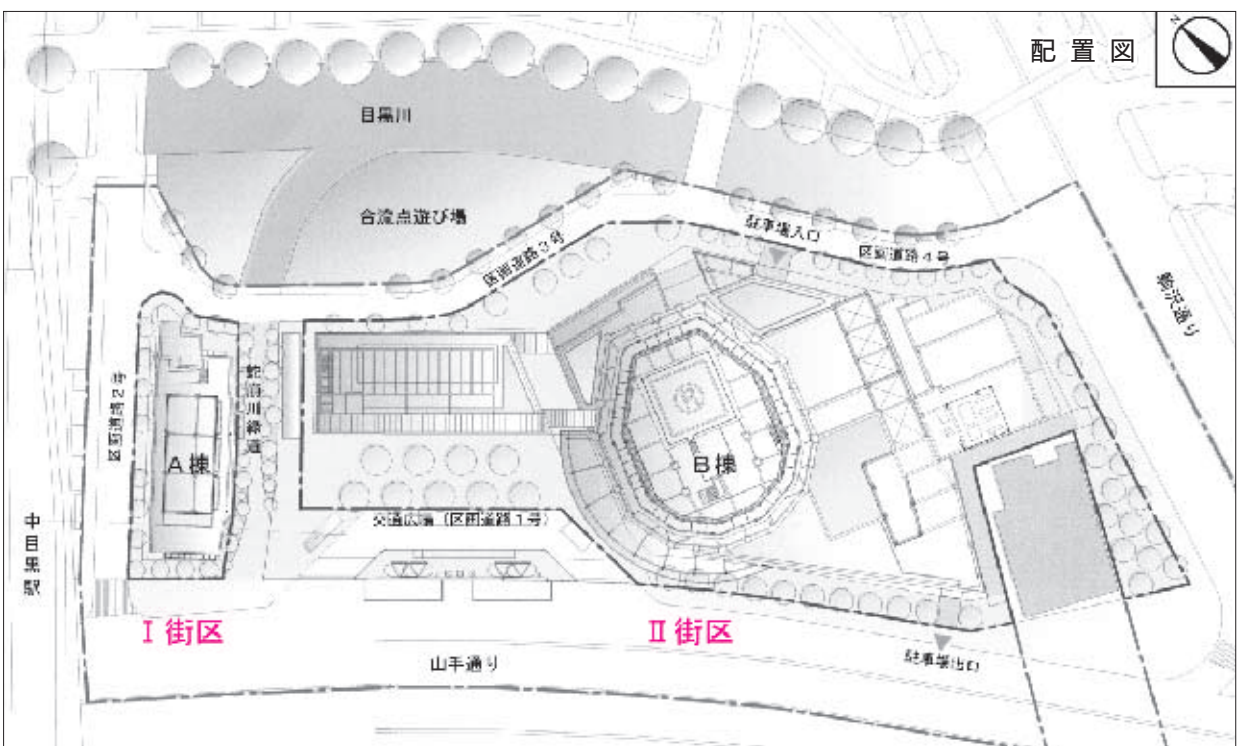 配置図
N
目黒川
合流点遊び場
区画道路3号
駐車場入口
区画道路4号
駒沢通り
区画道路2号
蛇崩川緑道
A棟
B棟
交通広場（区画道路1号）
中目黒駅
Ⅰ街区
Ⅱ街区
山手通り
駐車場出口